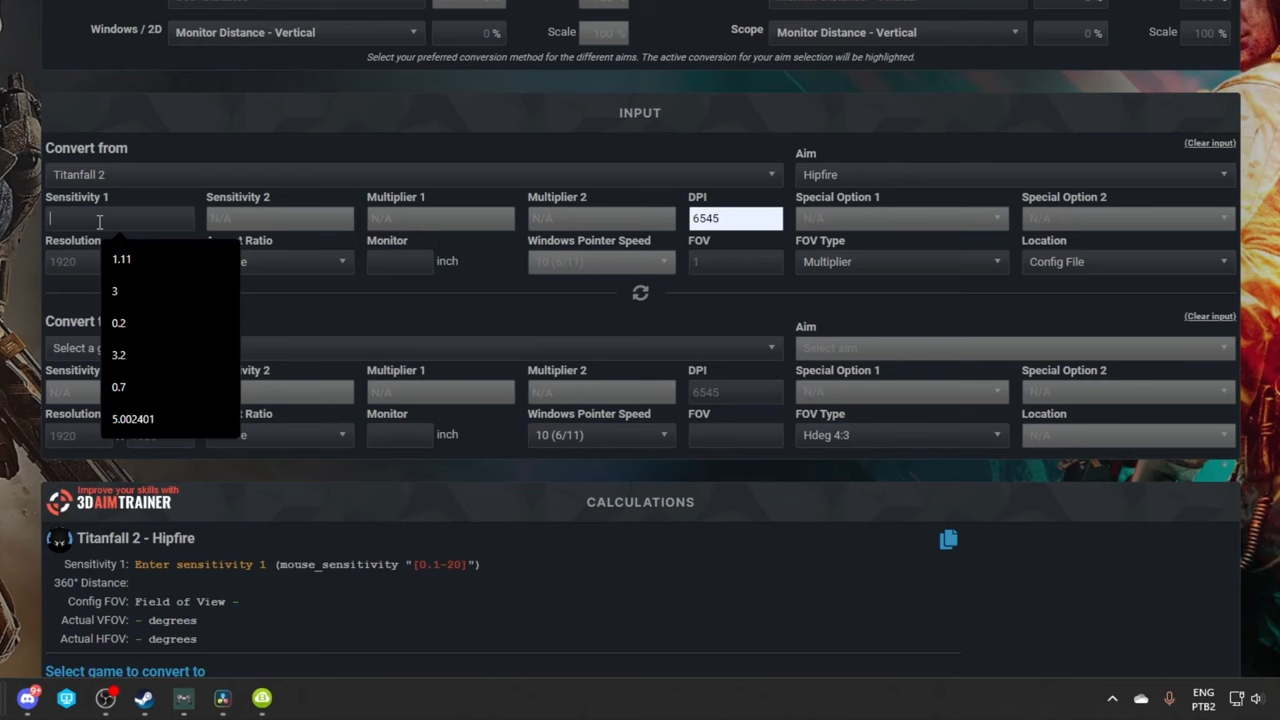 Windows / 2D Monitor Distance - Vertical 0 % Scale 100 % Scope Monitor Distance - Vertical 0 % Scale 100 %
Select your preferred conversion method for the different aims. The active conversion for your aim selection will be highlighted.
INPUT
Convert from (Clear input)
Aim
Titanfall 2 Hipfire
Sensitivity 1 Sensitivity 2 Multiplier 1 Multiplier 2 DPI Special Option 1 Special Option 2
N/A N/A N/A 6545 N/A N/A
Resolution Monitor Windows Pointer Speed FOV FOV Type Location
1920 inch 10 (6/11) 1 Multiplier Config File
1.11
3
0.2
3.2
0.7
5.002401
Convert (Clear input)
Aim
Select a g Select aim
Multiplier 1 Multiplier 2 DPI Special Option 1 Special Option 2
N/A N/A N/A 6545 N/A N/A
Resolution Monitor Windows Pointer Speed FOV FOV Type Location
1920 inch 10 (6/11) Hdeg 4:3 N/A
Improve your skills with
3DAIMTRAINER
CALCULATIONS
Titanfall 2 - Hipfire
Sensitivity 1: Enter sensitivity 1 (mouse_sensitivity "[0.1-20]")
360° Distance:
Config FOV: Field of View -
Actual VFOV: - degrees
Actual HFOV: - degrees
Select game to convert to
9+
ENG
PTB2